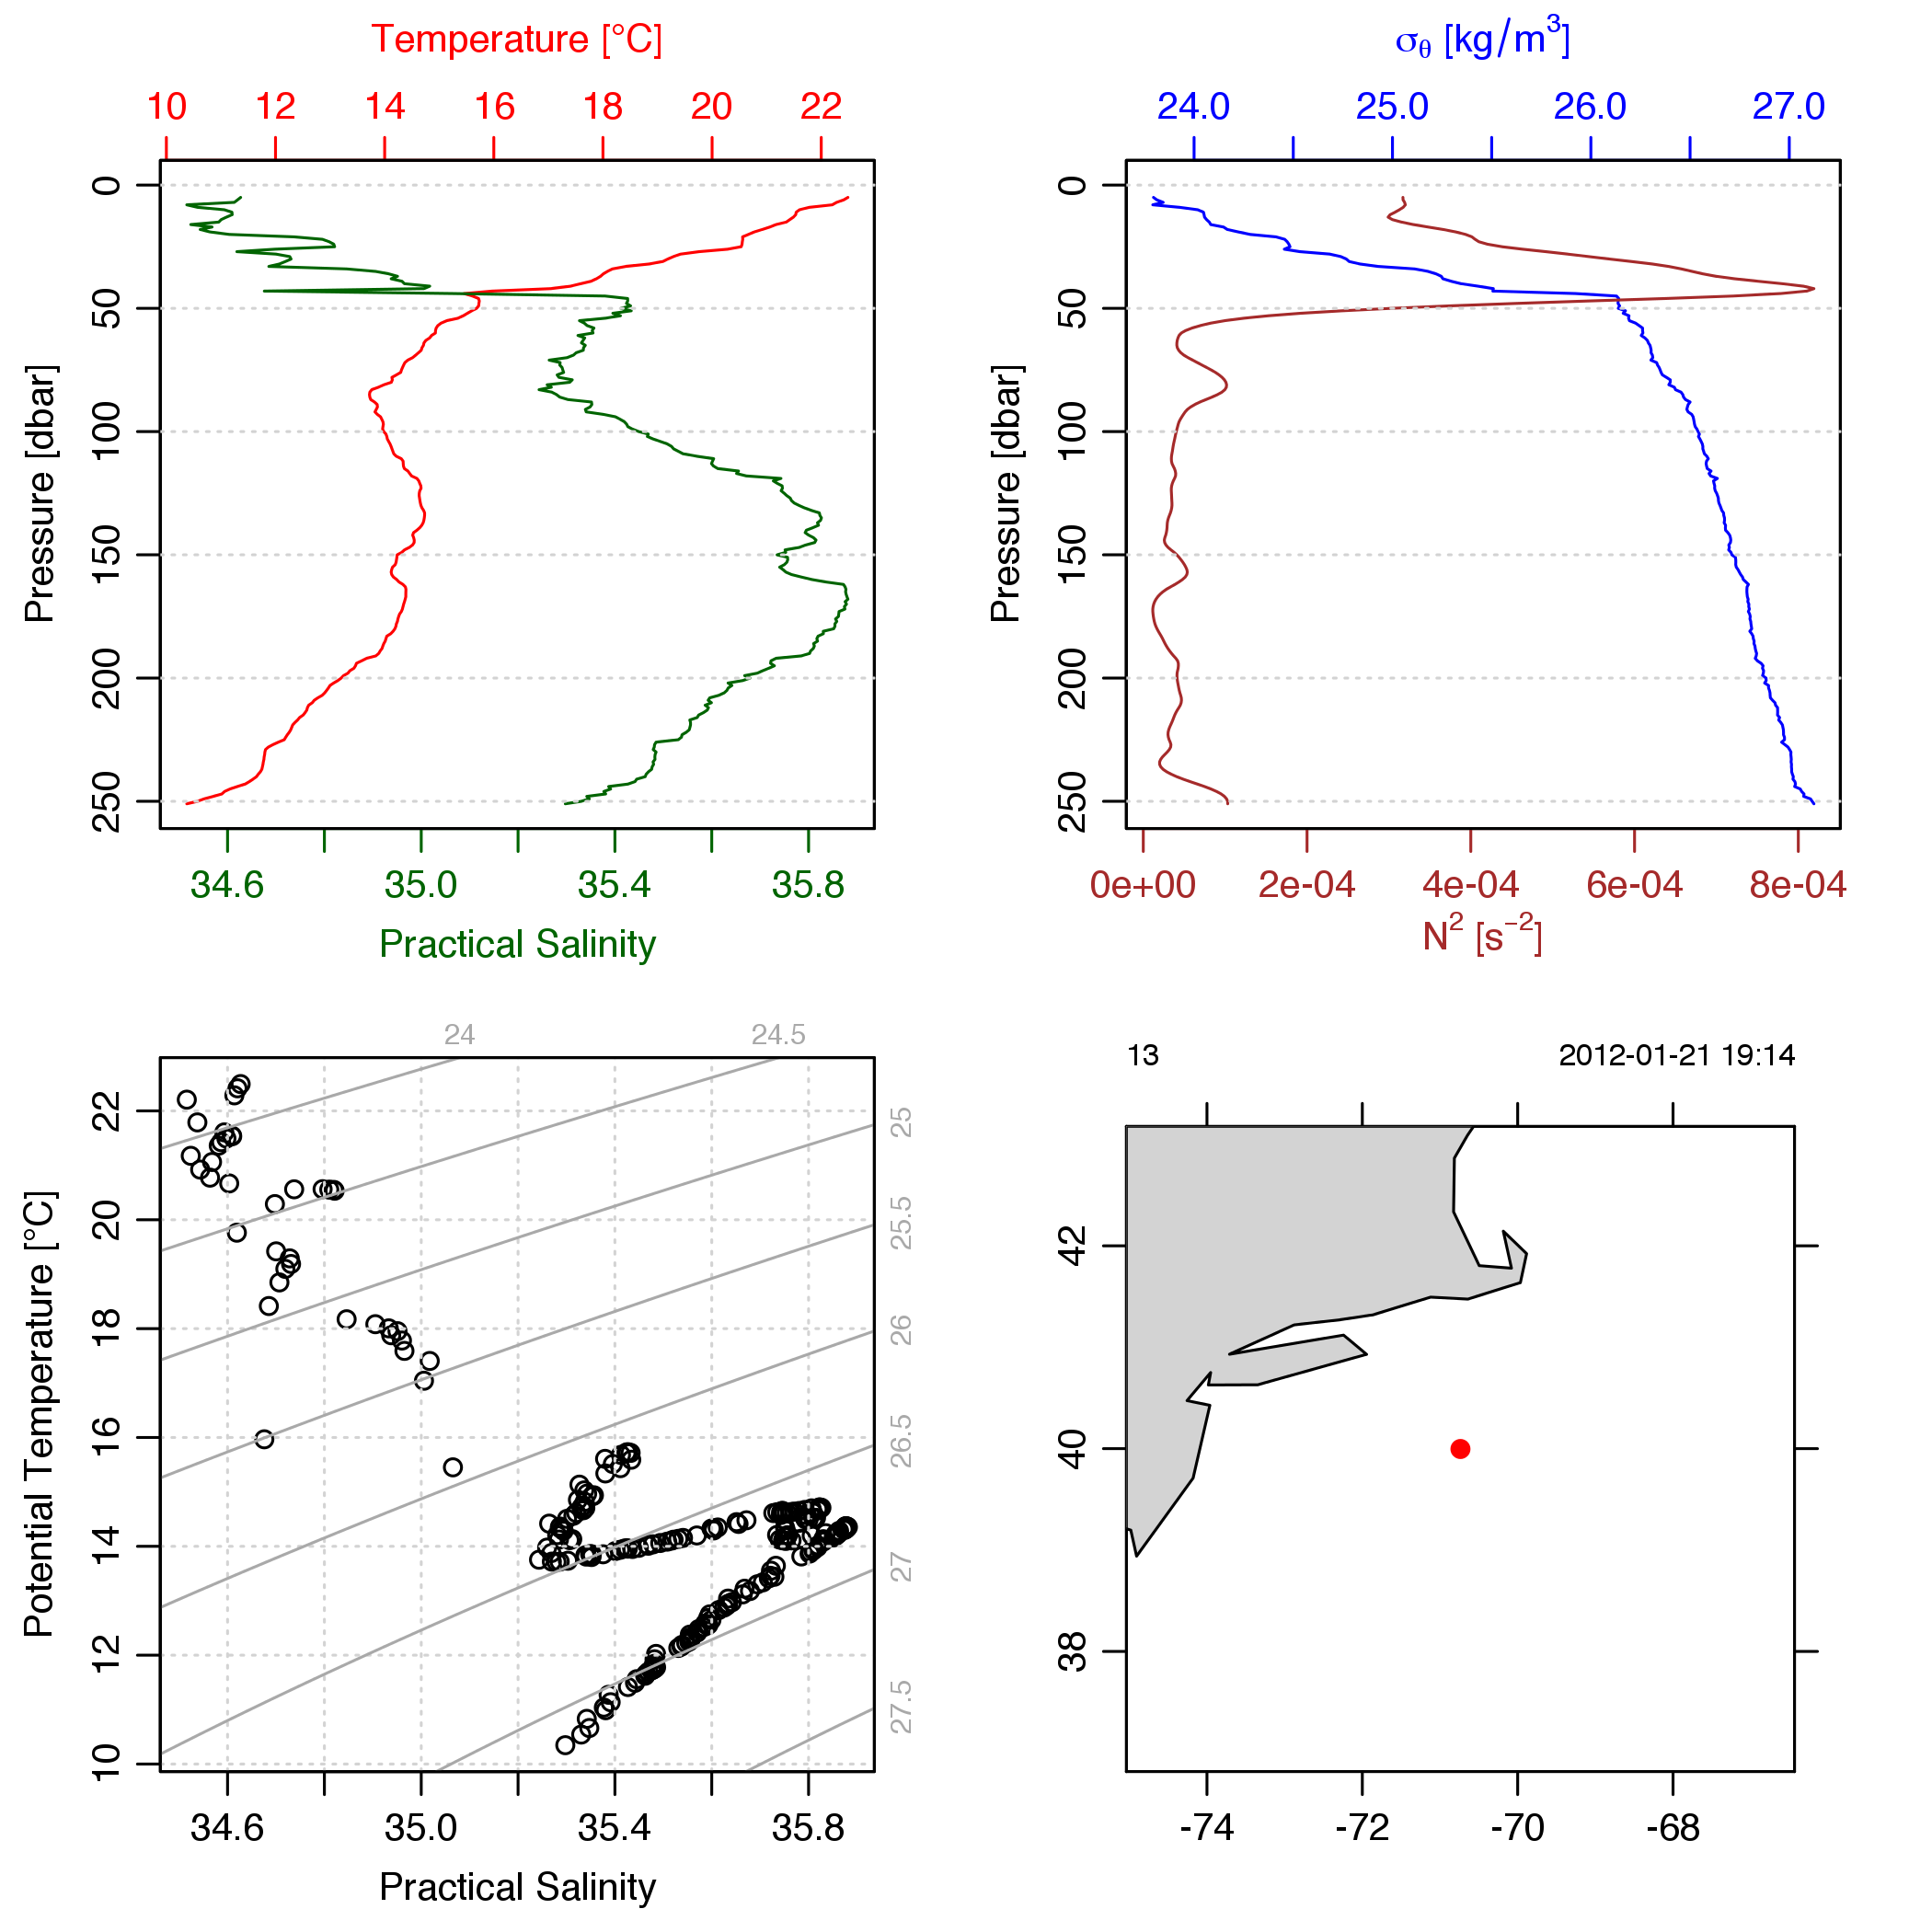 Temperature [°C]
10 12 14 16 18 20 22
0
50
100
150
200
250
Pressure [dbar]
34.6 35.0 35.4 35.8
Practical Salinity
σθ [kg/m³]
24.0 25.0 26.0 27.0
0
50
100
150
200
250
Pressure [dbar]
0e+00 2e-04 4e-04 6e-04 8e-04
N² [s⁻²]
24 24.5
25
25.5
26
26.5
27
27.5
22
20
18
16
14
12
10
Potential Temperature [°C]
34.6 35.0 35.4 35.8
Practical Salinity
13 2012-01-21 19:14
42
40
38
-74 -72 -70 -68